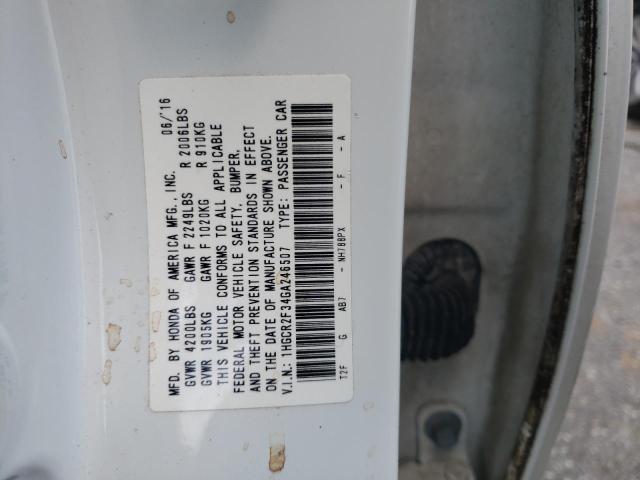 MFD. BY HONDA OF AMERICA MFG., INC. 06/'16
GVWR 4200LBS GAWR F 2249LBS R 2006LBS
GVWR 1905KG GAWR F 1020KG R 910KG
THIS VEHICLE CONFORMS TO ALL APPLICABLE
FEDERAL MOTOR VEHICLE SAFETY, BUMPER,
AND THEFT PREVENTION STANDARDS IN EFFECT
ON THE DATE OF MANUFACTURE SHOWN ABOVE.
V.I.N.: 1HGCR2F34GA246507 TYPE: PASSENGER CAR
T2F G AB7 - NH788PX - F - A